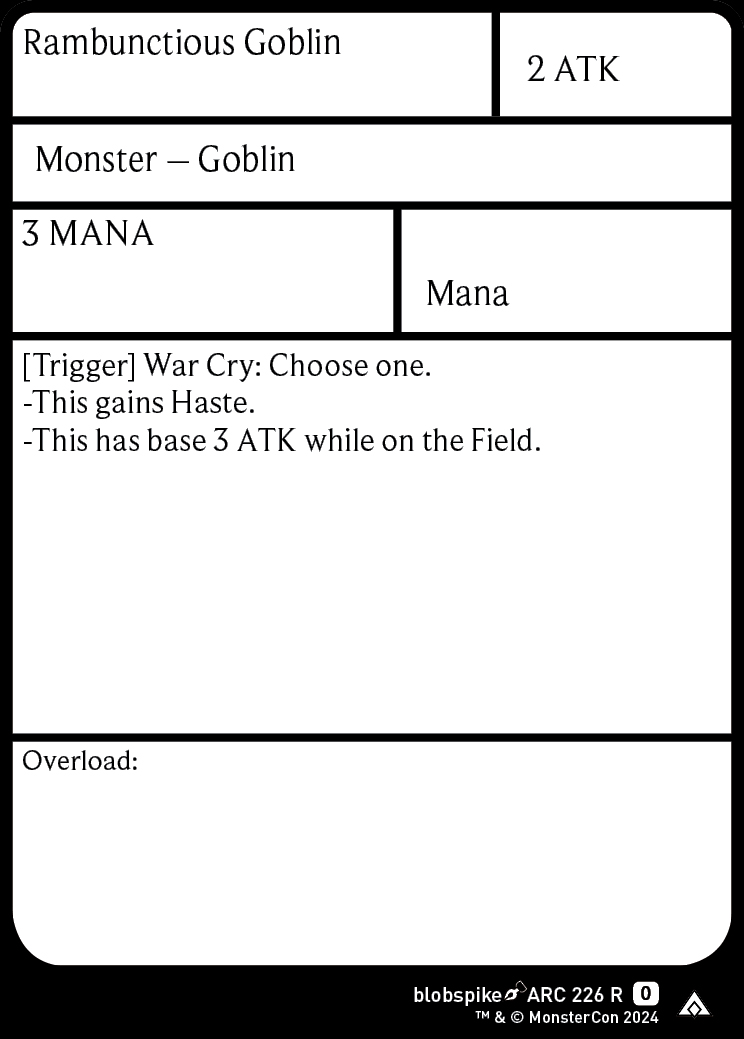 Rambunctious Goblin
2 ATK
Monster – Goblin
3 MANA
Mana
[Trigger] War Cry: Choose one.
-This gains Haste.
-This has base 3 ATK while on the Field.
Overload:
blobspike ARC 226 R 0
™ & © MonsterCon 2024